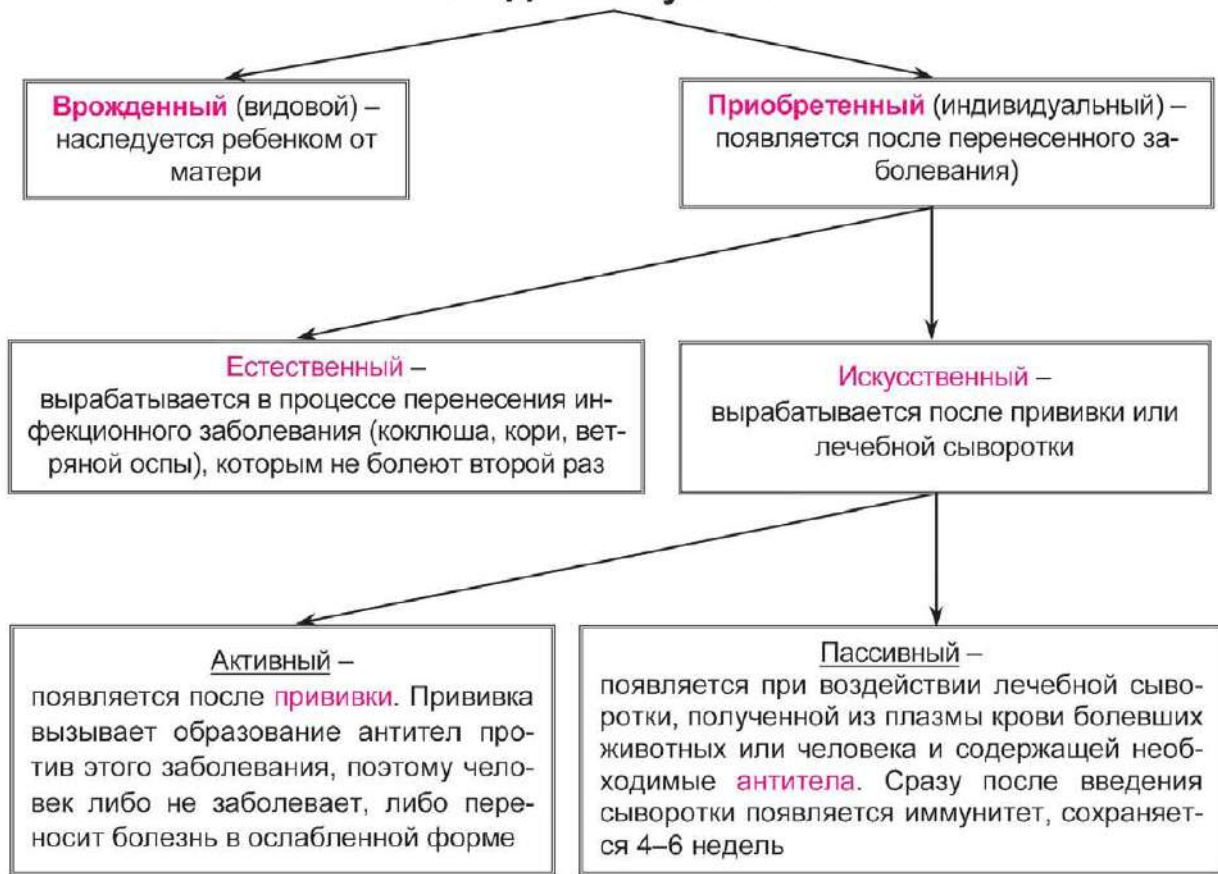 Врожденный (видовой) –
наследуется ребенком от
матери
Приобретенный (индивидуальный) –
появляется после перенесенного за-
болевания)
Естественный –
вырабатывается в процессе перенесения ин-
фекционного заболевания (коклюша, кори, вет-
ряной оспы), которым не болеют второй раз
Искусственный –
вырабатывается после прививки или
лечебной сыворотки
Активный –
появляется после прививки. Прививка
вызывает образование антител про-
тив этого заболевания, поэтому чело-
век либо не заболевает, либо пере-
носит болезнь в ослабленной форме
Пассивный –
появляется при воздействии лечебной сыво-
ротки, полученной из плазмы крови болевших
животных или человека и содержащей необ-
ходимые антитела. Сразу после введения
сыворотки появляется иммунитет, сохраняет-
ся 4–6 недель